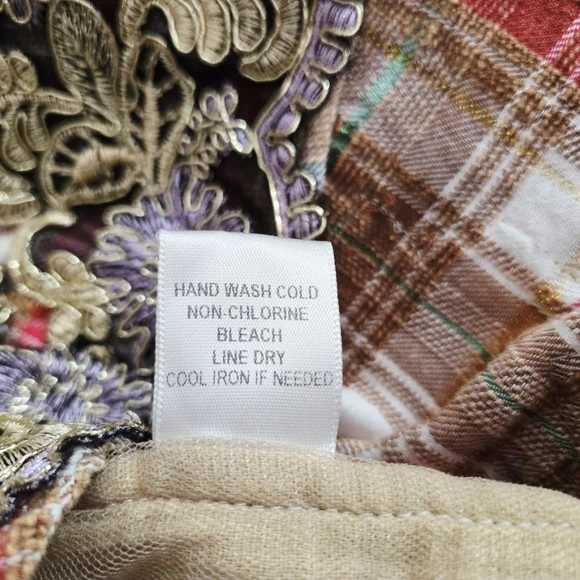 HAND WASH COLD
NON-CHLORINE
BLEACH
LINE DRY
COOL IRON IF NEEDED